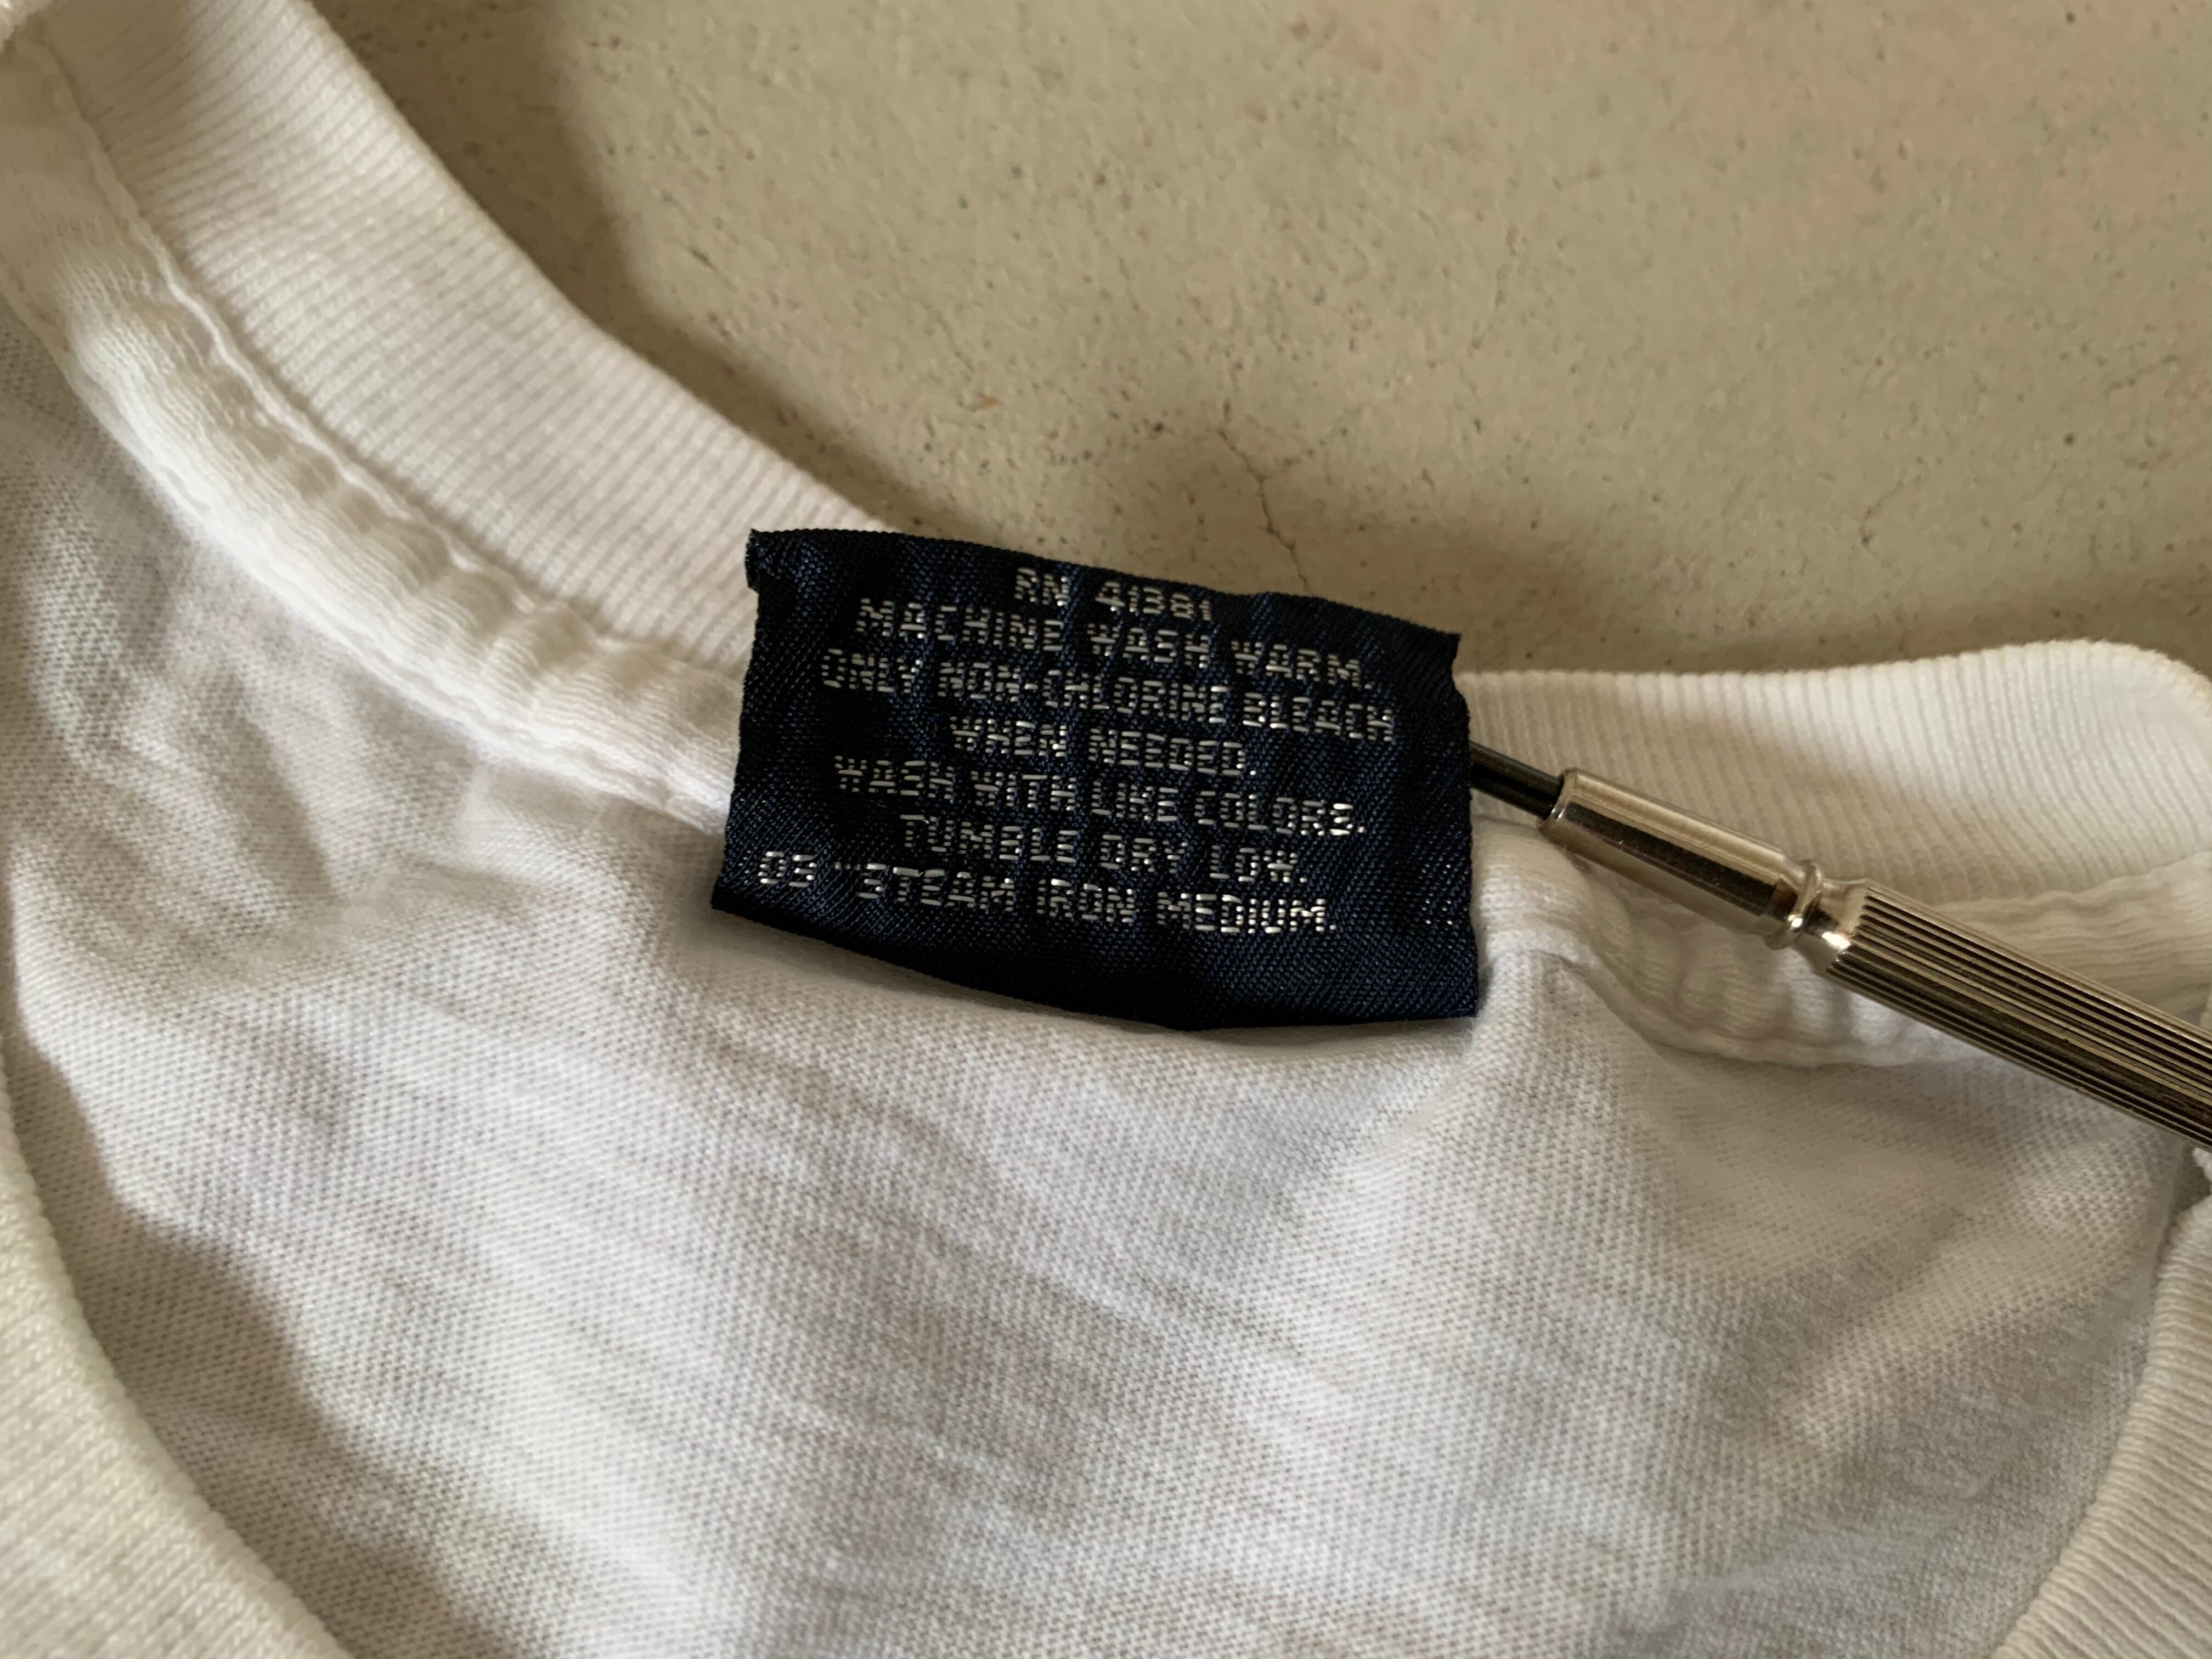 RN 41381
MACHINE WASH WARM.
ONLY NON-CHLORINE BLEACH
WHEN NEEDED.
WASH WITH LIKE COLORS.
TUMBLE DRY LOW.
STEAM IRON MEDIUM.